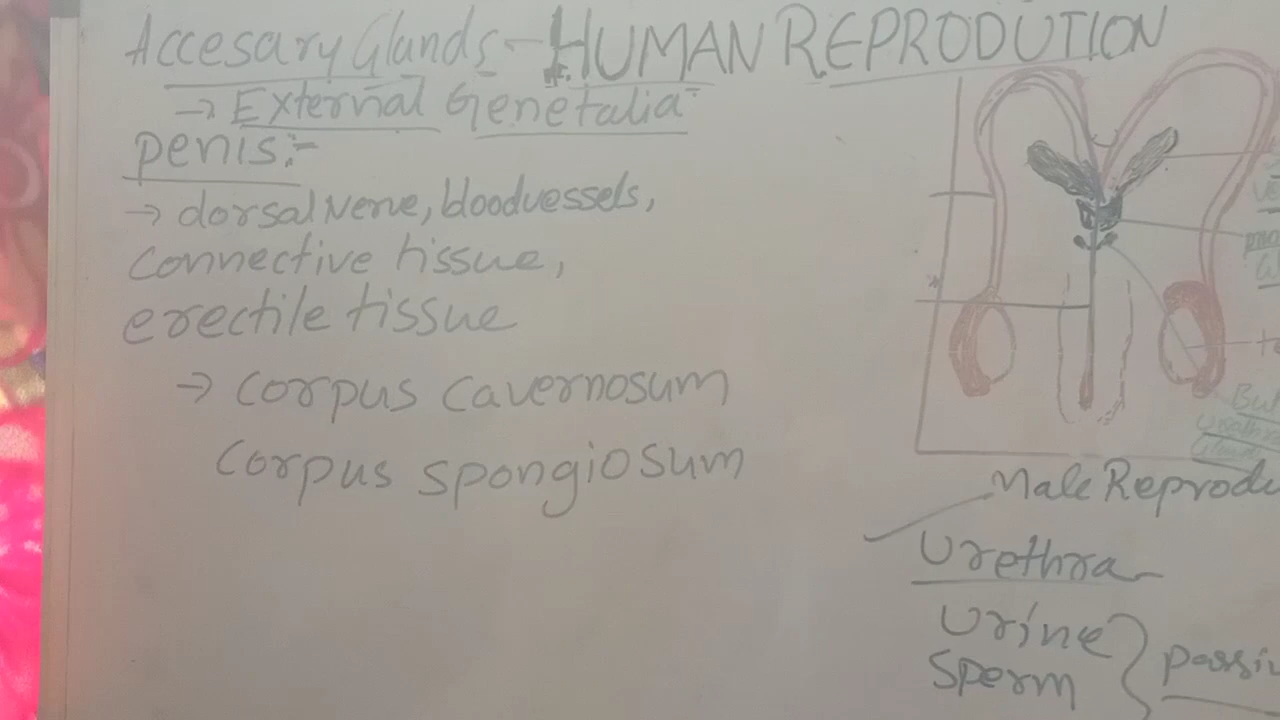 Accesary Glands - HUMAN REPRODUTION
→ External Genetalia -
penis:-
→ dorsal Nerve, bloodvessels,
connective tissue,
erectile tissue
→ corpus cavernosum
corpus spongiosum
Male Reprodu
Urethra
Urine
Sperm
passi